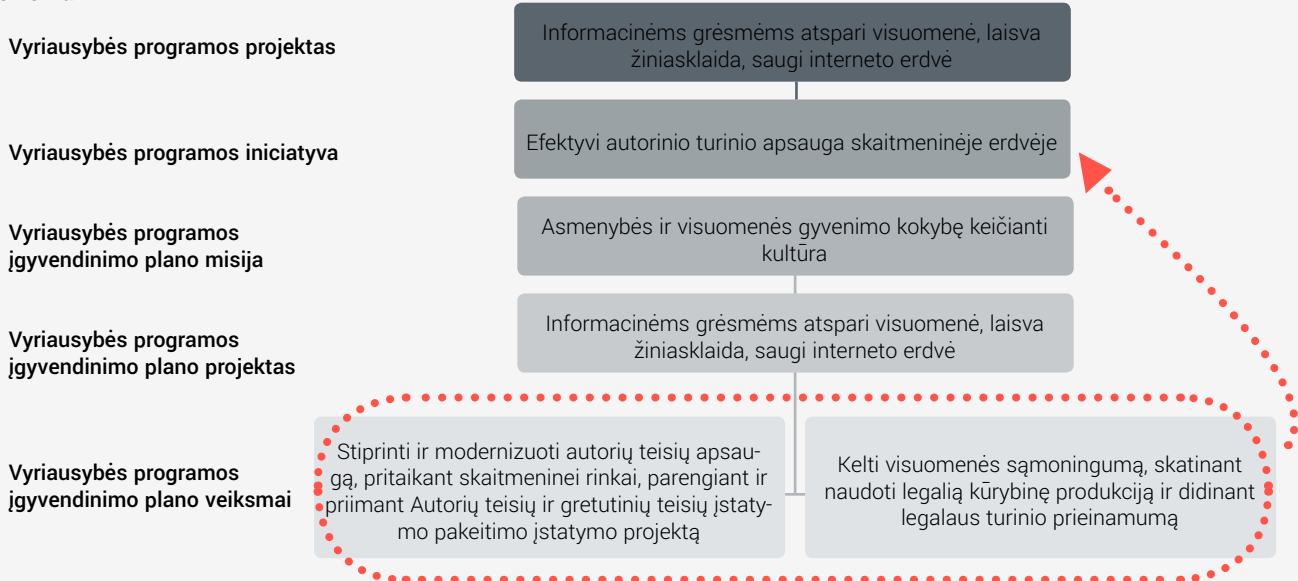 Vyriausybės programos projektas
Informacinėms grėsmėms atspari visuomenė, laisva
žiniasklaida, saugi interneto erdvė
Vyriausybės programos iniciatyva
Efektyvi autorinio turinio apsauga skaitmeninėje erdvėje
Vyriausybės programos
įgyvendinimo plano misija
Asmenybės ir visuomenės gyvenimo kokybę keičianti
kultūra
Vyriausybės programos
įgyvendinimo plano projektas
Informacinėms grėsmėms atspari visuomenė, laisva
žiniasklaida, saugi interneto erdvė
Vyriausybės programos
įgyvendinimo plano veiksmai
Stiprinti ir modernizuoti autorių teisių apsau-
gą, pritaikant skaitmeninei rinkai, parengiant ir
priimant Autorių teisių ir gretutinių teisių įstaty-
mo pakeitimo įstatymo projektą
Kelti visuomenės sąmoningumą, skatinant
naudoti legalią kūrybinę produkciją ir didinant
legalaus turinio prieinamumą